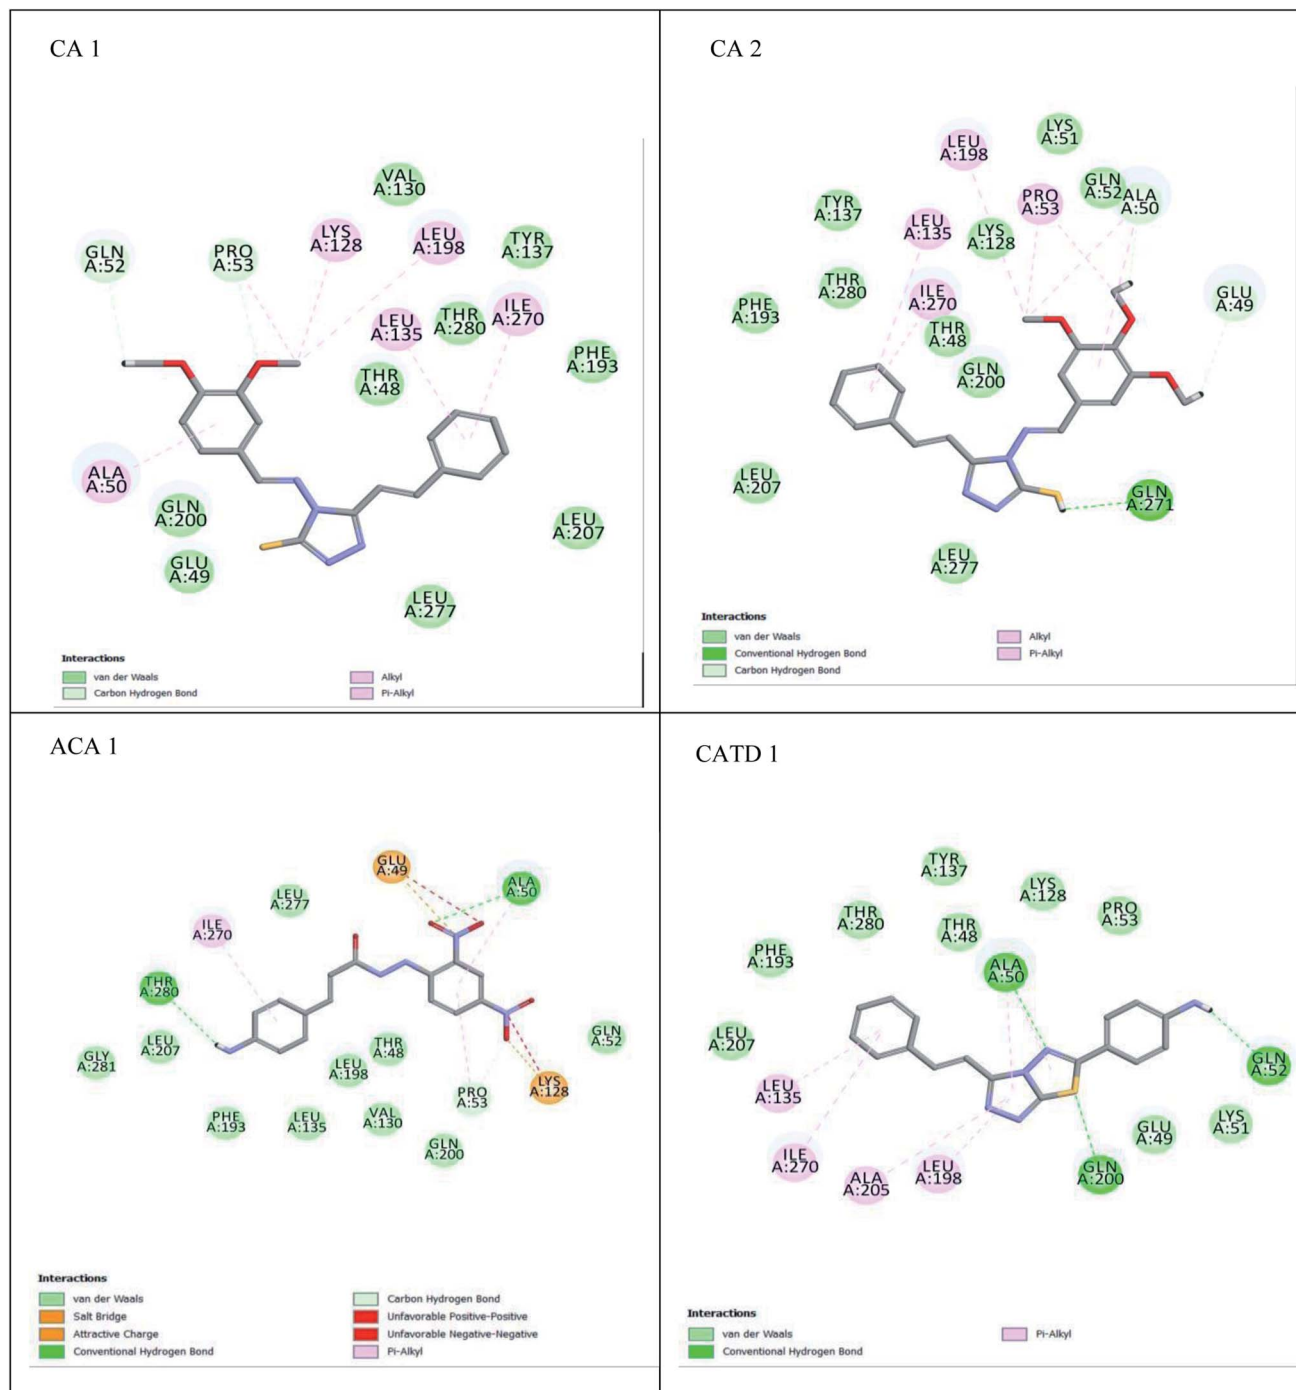 CA 1
VAL
A:130
LYS
A:128
LEU
A:198
TYR
A:137
GLN
A:52
PRO
A:53
LEU
A:135
THR
A:280
ILE
A:270
THR
A:48
PHE
A:193
ALA
A:50
GLN
A:200
GLU
A:49
LEU
A:207
LEU
A:277
Interactions
van der Waals
Carbon Hydrogen Bond
Alkyl
Pi-Alkyl
CA 2
LYS
A:51
LEU
A:198
GLN
A:52
ALA
A:50
TYR
A:137
LEU
A:135
PRO
A:53
LYS
A:128
THR
A:280
ILE
A:270
GLU
A:49
PHE
A:193
THR
A:48
GLN
A:200
LEU
A:207
GLN
A:271
LEU
A:277
Interactions
van der Waals
Conventional Hydrogen Bond
Carbon Hydrogen Bond
Alkyl
Pi-Alkyl
ACA 1
GLU
A:49
ALA
A:50
LEU
A:277
ILE
A:270
THR
A:280
GLY
A:281
LEU
A:207
LEU
A:198
THR
A:48
GLN
A:52
PRO
A:53
LYS
A:128
PHE
A:193
LEU
A:135
VAL
A:130
GLN
A:200
Interactions
van der Waals
Salt Bridge
Attractive Charge
Conventional Hydrogen Bond
Carbon Hydrogen Bond
Unfavorable Positive-Positive
Unfavorable Negative-Negative
Pi-Alkyl
CATD 1
TYR
A:137
LYS
A:128
PRO
A:53
THR
A:280
THR
A:48
PHE
A:193
ALA
A:50
LEU
A:207
LEU
A:135
GLN
A:52
ILE
A:270
ALA
A:205
LEU
A:198
GLU
A:49
LYS
A:51
GLN
A:200
Interactions
van der Waals
Conventional Hydrogen Bond
Pi-Alkyl